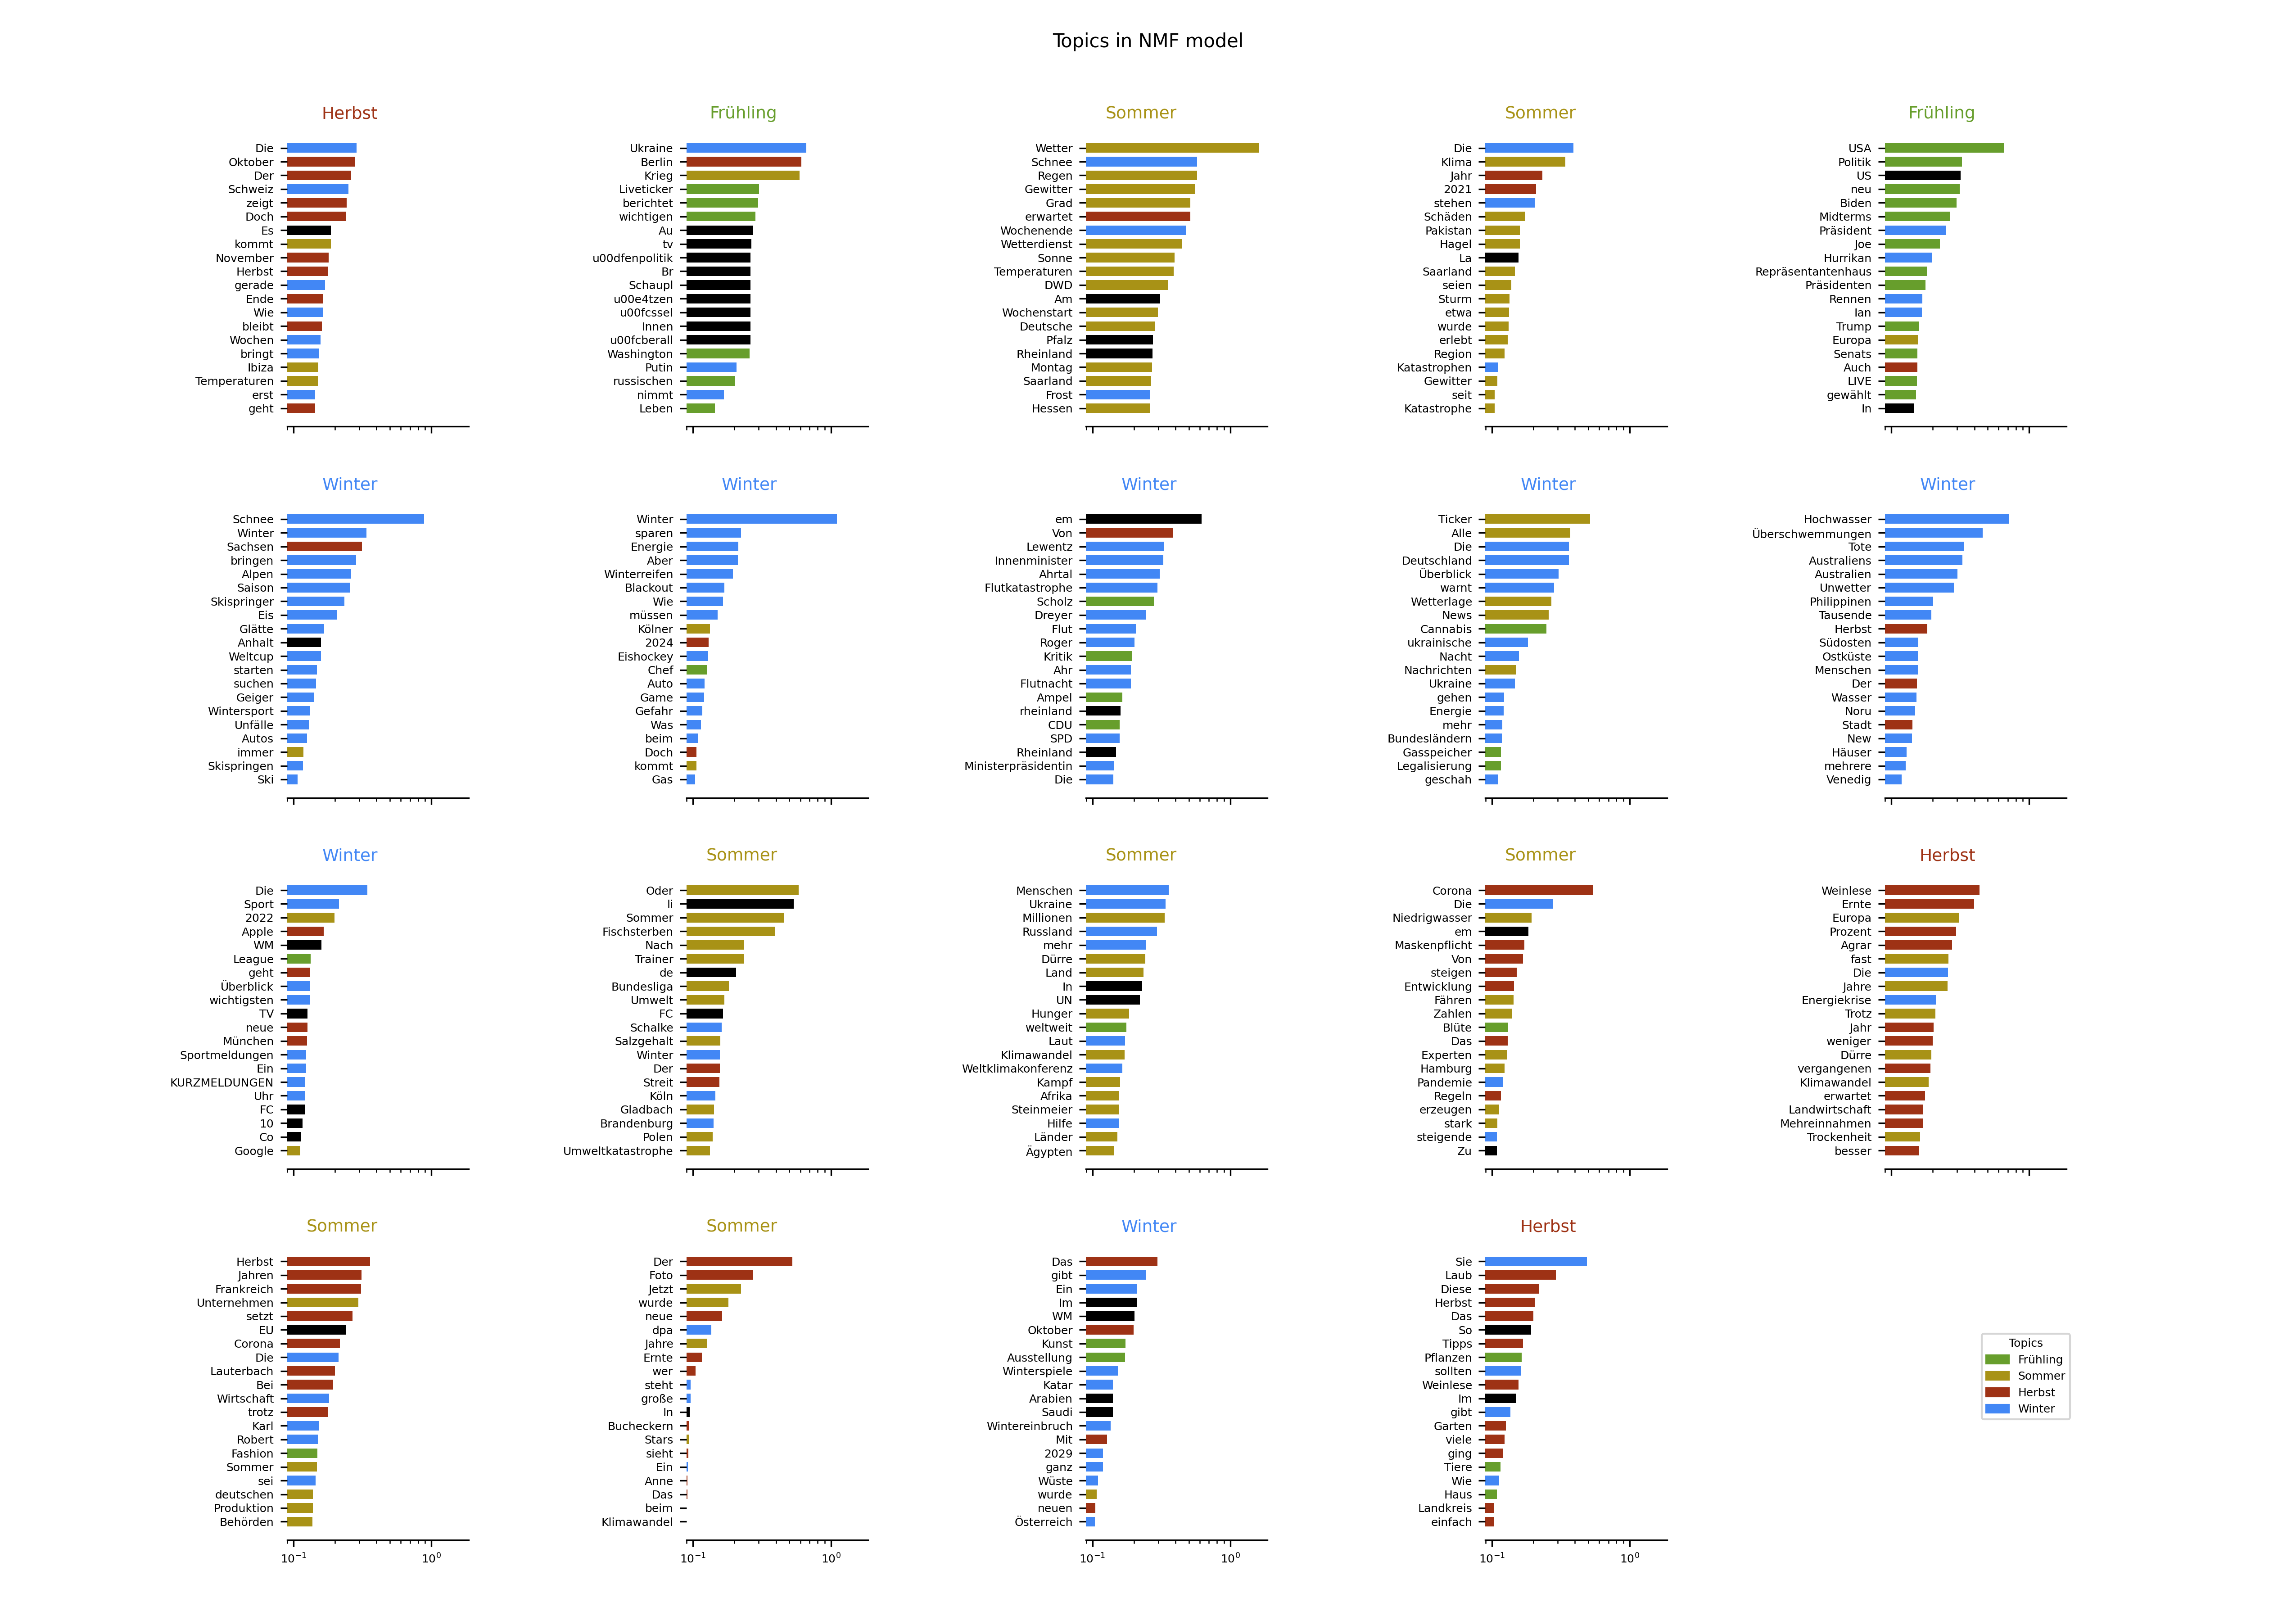 Topics in NMF model
Herbst
Die
Oktober
Der
Schweiz
zeigt
Doch
Es
kommt
November
Herbst
gerade
Ende
Wie
bleibt
Wochen
bringt
Ibiza
Temperaturen
erst
geht
Frühling
Ukraine
Berlin
Krieg
Liveticker
berichtet
wichtigen
Au
tv
u00dfenpolitik
Br
Schaupl
u00e4tzen
u00fcssel
Innen
u00fcberall
Washington
Putin
russischen
nimmt
Leben
Sommer
Wetter
Schnee
Regen
Gewitter
Grad
erwartet
Wochenende
Wetterdienst
Sonne
Temperaturen
DWD
Am
Wochenstart
Deutsche
Pfalz
Rheinland
Montag
Saarland
Frost
Hessen
Sommer
Die
Klima
Jahr
2021
stehen
Schäden
Pakistan
Hagel
La
Saarland
seien
Sturm
etwa
wurde
erlebt
Region
Katastrophen
Gewitter
seit
Katastrophe
Frühling
USA
Politik
US
neu
Biden
Midterms
Präsident
Joe
Hurrikan
Repräsentantenhaus
Präsidenten
Rennen
Ian
Trump
Europa
Senats
Auch
LIVE
gewählt
In
Winter
Schnee
Winter
Sachsen
bringen
Alpen
Saison
Skispringer
Eis
Glätte
Anhalt
Weltcup
starten
suchen
Geiger
Wintersport
Unfälle
Autos
immer
Skispringen
Ski
Winter
Winter
sparen
Energie
Aber
Winterreifen
Blackout
Wie
müssen
Kölner
2024
Eishockey
Chef
Auto
Game
Gefahr
Was
beim
Doch
kommt
Gas
Winter
em
Von
Lewentz
Innenminister
Ahrtal
Flutkatastrophe
Scholz
Dreyer
Flut
Roger
Kritik
Ahr
Flutnacht
Ampel
rheinland
CDU
SPD
Rheinland
Ministerpräsidentin
Die
Winter
Ticker
Alle
Die
Deutschland
Überblick
warnt
Wetterlage
News
Cannabis
ukrainische
Nacht
Nachrichten
Ukraine
gehen
Energie
mehr
Bundesländern
Gasspeicher
Legalisierung
geschah
Winter
Hochwasser
Überschwemmungen
Tote
Australiens
Australien
Unwetter
Philippinen
Tausende
Herbst
Südosten
Ostküste
Menschen
Der
Wasser
Noru
Stadt
New
Häuser
mehrere
Venedig
Winter
Die
Sport
2022
Apple
WM
League
geht
Überblick
wichtigsten
TV
neue
München
Sportmeldungen
Ein
KURZMELDUNGEN
Uhr
FC
10
Co
Google
Sommer
Oder
li
Sommer
Fischsterben
Nach
Trainer
de
Bundesliga
Umwelt
FC
Schalke
Salzgehalt
Winter
Der
Streit
Köln
Gladbach
Brandenburg
Polen
Umweltkatastrophe
Sommer
Menschen
Ukraine
Millionen
Russland
mehr
Dürre
Land
In
UN
Hunger
weltweit
Laut
Klimawandel
Weltklimakonferenz
Kampf
Afrika
Steinmeier
Hilfe
Länder
Ägypten
Sommer
Corona
Die
Niedrigwasser
em
Maskenpflicht
Von
steigen
Entwicklung
Fähren
Zahlen
Blüte
Das
Experten
Hamburg
Pandemie
Regeln
erzeugen
stark
steigende
Zu
Herbst
Weinlese
Ernte
Europa
Prozent
Agrar
fast
Die
Jahre
Energiekrise
Trotz
Jahr
weniger
Dürre
vergangenen
Klimawandel
erwartet
Landwirtschaft
Mehreinnahmen
Trockenheit
besser
Sommer
Herbst
Jahren
Frankreich
Unternehmen
setzt
EU
Corona
Die
Lauterbach
Bei
Wirtschaft
trotz
Karl
Robert
Fashion
Sommer
sei
deutschen
Produktion
Behörden
10⁻¹ 10⁰
Sommer
Der
Foto
Jetzt
wurde
neue
dpa
Jahre
Ernte
wer
steht
große
In
Bucheckern
Stars
sieht
Ein
Anne
Das
beim
Klimawandel
10⁻¹ 10⁰
Winter
Das
gibt
Ein
Im
WM
Oktober
Kunst
Ausstellung
Winterspiele
Katar
Arabien
Saudi
Wintereinbruch
Mit
2029
ganz
Wüste
wurde
neuen
Österreich
10⁻¹ 10⁰
Herbst
Sie
Laub
Diese
Herbst
Das
So
Tipps
Pflanzen
sollten
Weinlese
Im
gibt
Garten
viele
ging
Tiere
Wie
Haus
Landkreis
einfach
10⁻¹ 10⁰
Topics
Frühling
Sommer
Herbst
Winter